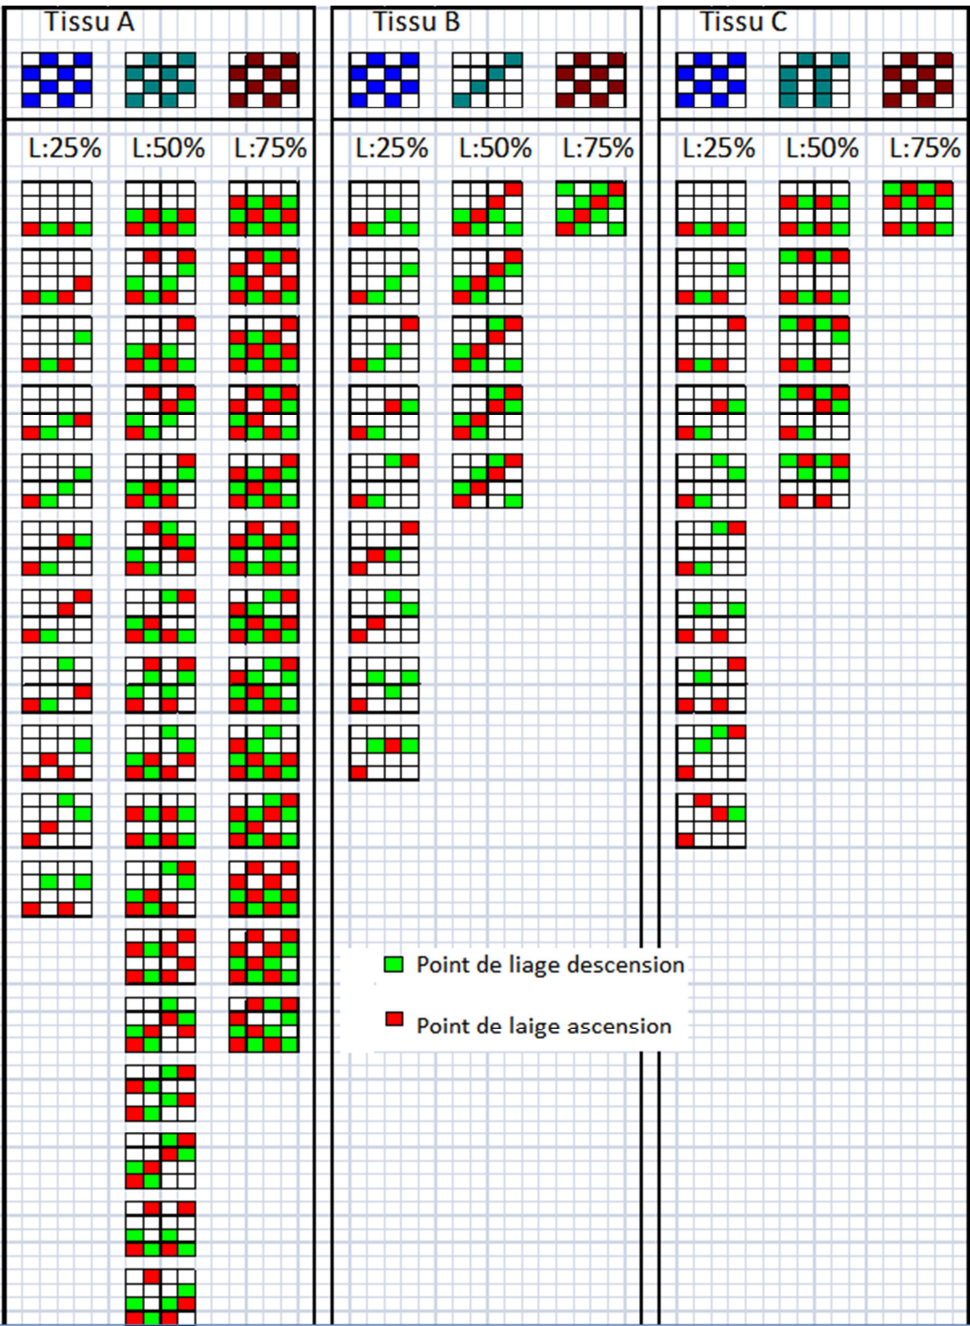 Tissu A
Tissu B
Tissu C
L:25% L:50% L:75%
L:25% L:50% L:75%
L:25% L:50% L:75%
Point de liage descension
Point de laige ascension